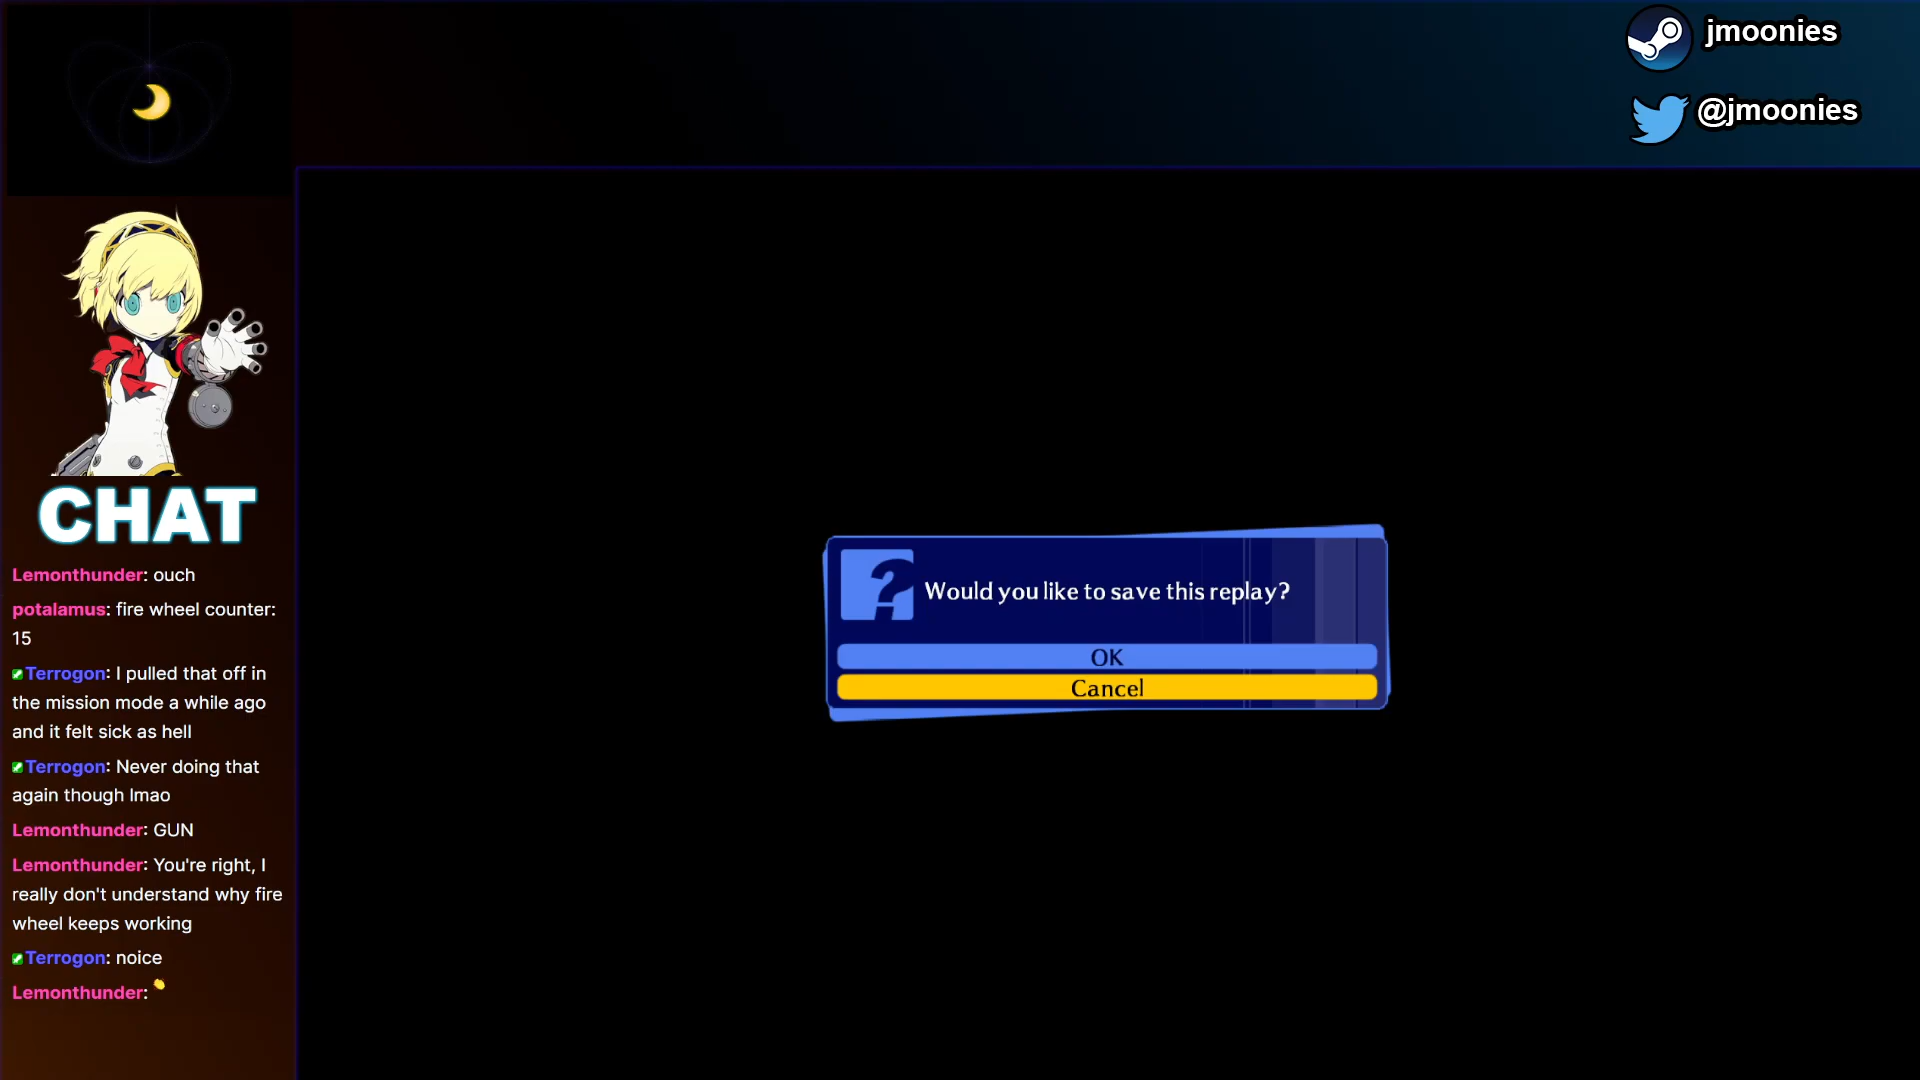 jmoonies
@jmoonies
CHAT
Lemonthunder: ouch
potalamus: fire wheel counter:
15
Terrogon: I pulled that off in
the mission mode a while ago
and it felt sick as hell
Terrogon: Never doing that
again though lmao
Lemonthunder: GUN
Lemonthunder: You're right, I
really don't understand why fire
wheel keeps working
Terrogon: noice
Lemonthunder:
?
Would you like to save this replay?
OK
Cancel